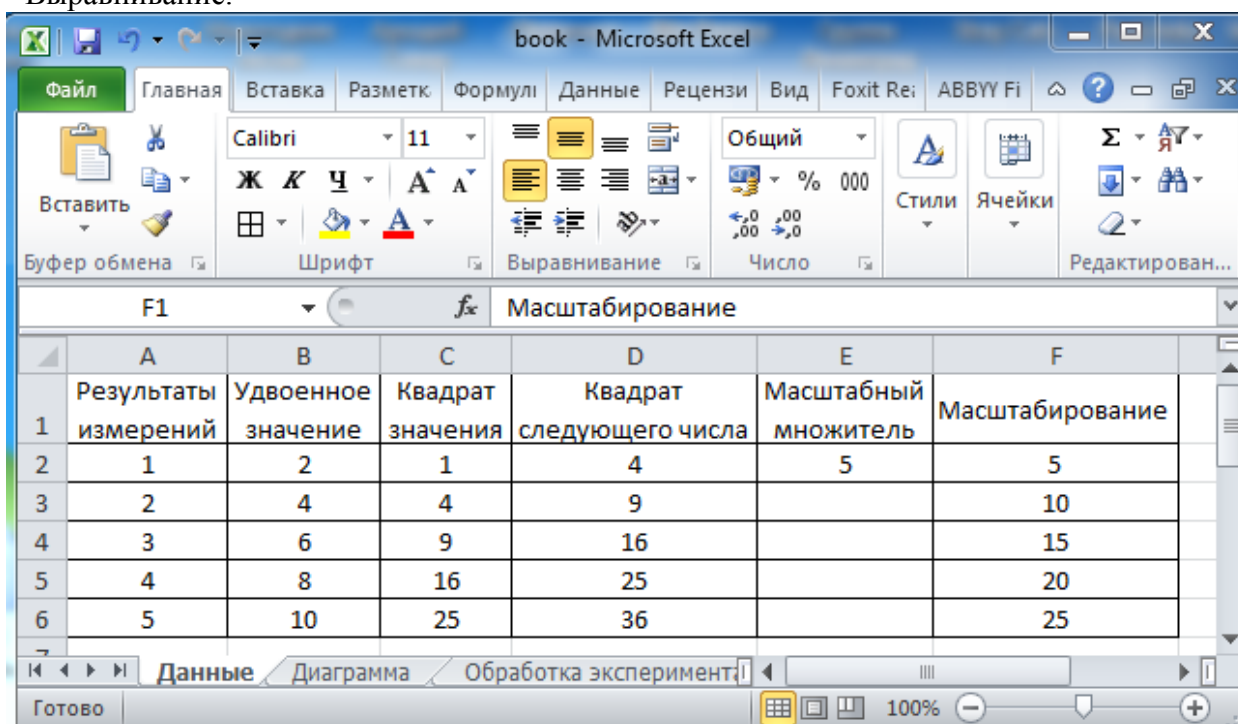 Выравнивание.
book - Microsoft Excel
Файл Главная Вставка Разметк Формул Данные Рецензи Вид Foxit Rea ABBYY Fi
Calibri 11 Общий Σ
Ж К Ч А А % 000
Вставить Стили Ячейки
Буфер обмена Шрифт Выравнивание Число Редактирован...
F1 fx Масштабирование
A B C D E F
Результаты Удвоенное Квадрат Квадрат Масштабный Масштабирование
1 измерений значение значения следующего числа множитель
2 1 2 1 4 5 5
3 2 4 4 9 10
4 3 6 9 16 15
5 4 8 16 25 20
6 5 10 25 36 25
Данные Диаграмма Обработка эксперимент
Готово 100%